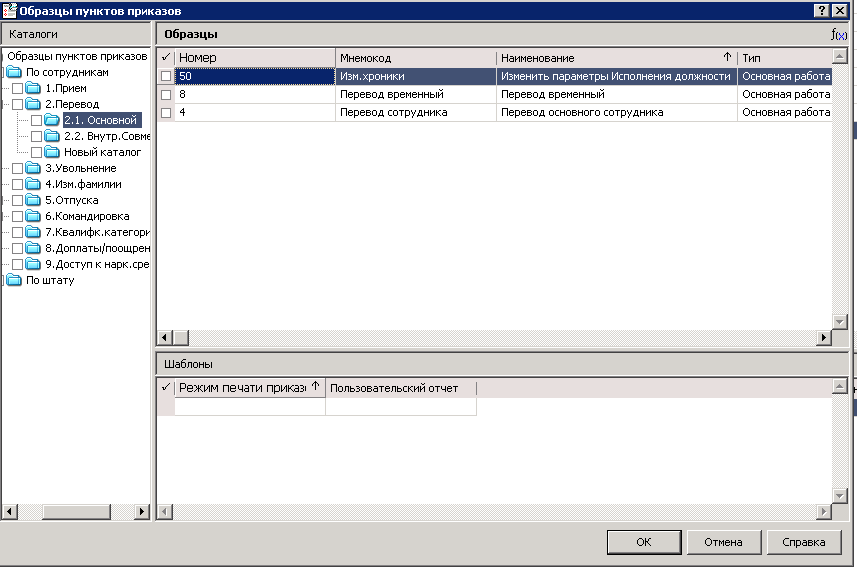 Образцы пунктов приказов
Каталоги
Образцы пунктов приказов
По сотрудникам
1.Прием
2.Перевод
2.1. Основной
2.2. Внутр.Совме
Новый каталог
3.Увольнение
4.Изм.фамилии
5.Отпуска
6.Командировка
7.Квалифк.категори
8.Доплаты/поощрен
9.Доступ к нарк.сре
По штату
Образцы
f(x)
✓ Номер Мнемокод Наименование ↑ Тип
50 Изм.хроники Изменить параметры Исполнения должности Основная работа
8 Перевод временный Перевод временный Основная работа
4 Перевод сотрудника Перевод основного сотрудника Основная работа
Шаблоны
✓ Режим печати приказ ↑ Пользовательский отчет
ОК Отмена Справка